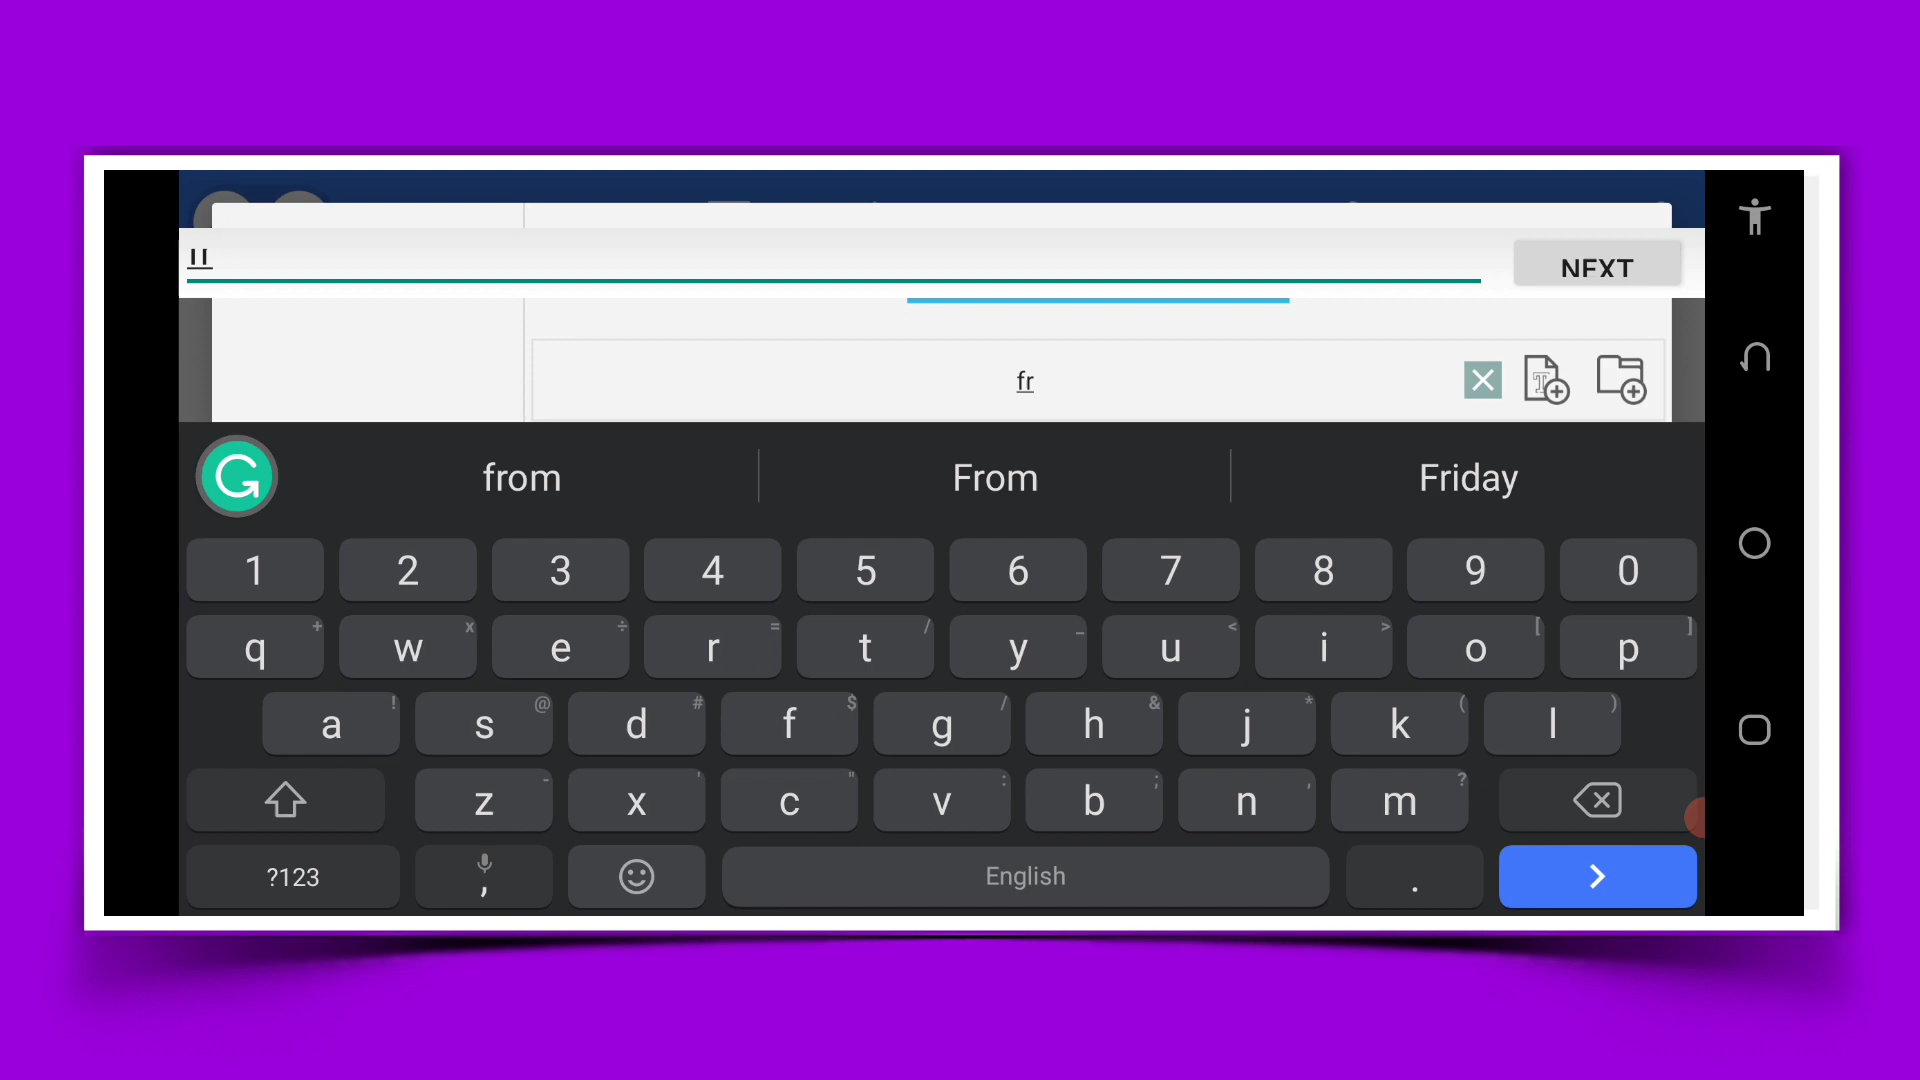 NEXT
fr
from From Friday
1 2 3 4 5 6 7 8 9 0
q + w x e ÷ r = t / y _ u < i > o [ p ]
a ! s @ d # f $ g / h & j * k ( l )
z - x ' c " v : b ; n , m ?
?123 , English .